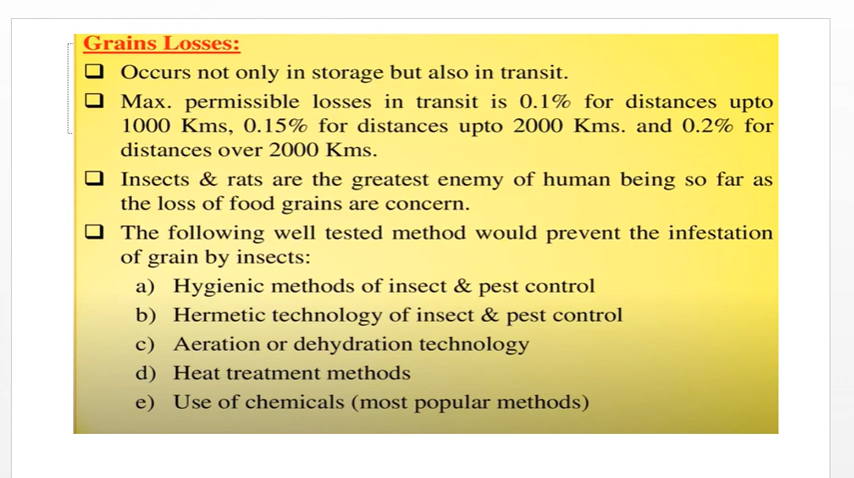 Grains Losses:
❑ Occurs not only in storage but also in transit.
❑ Max. permissible losses in transit is 0.1% for distances upto
1000 Kms, 0.15% for distances upto 2000 Kms. and 0.2% for
distances over 2000 Kms.
❑ Insects & rats are the greatest enemy of human being so far as
the loss of food grains are concern.
❑ The following well tested method would prevent the infestation
of grain by insects:
a) Hygienic methods of insect & pest control
b) Hermetic technology of insect & pest control
c) Aeration or dehydration technology
d) Heat treatment methods
e) Use of chemicals (most popular methods)